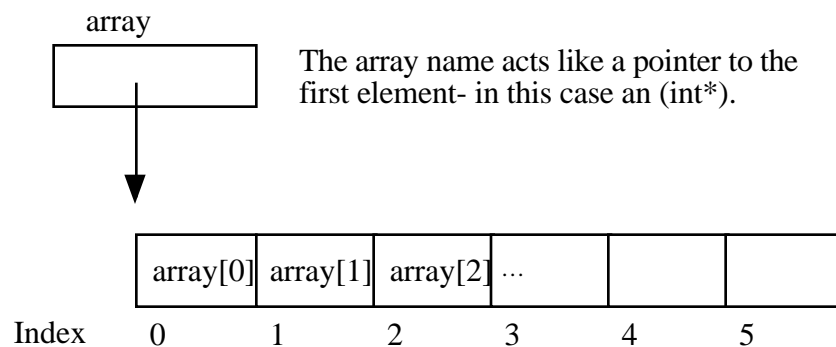 array
The array name acts like a pointer to the
first element- in this case an (int*).
array[0] array[1] array[2] ...
Index 0 1 2 3 4 5